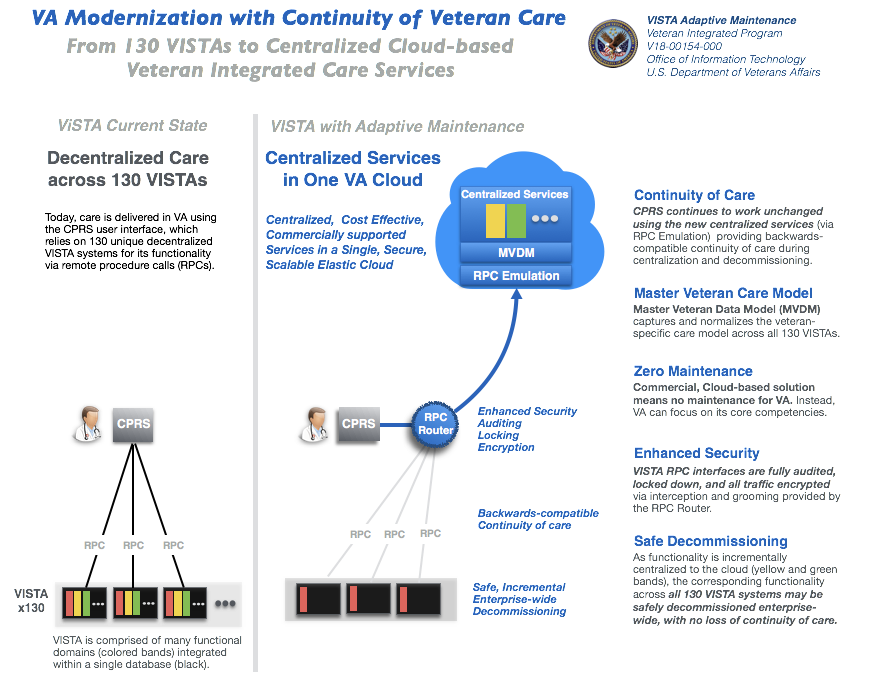 VA Modernization with Continuity of Veteran Care
From 130 VISTAs to Centralized Cloud-based
Veteran Integrated Care Services
VISTA Adaptive Maintenance
Veteran Integrated Program
V18-00154-000
Office of Information Technology
U.S. Department of Veterans Affairs
ViSTA Current State
Decentralized Care
across 130 VISTAs
Today, care is delivered in VA using
the CPRS user interface, which
relies on 130 unique decentralized
VISTA systems for its functionality
via remote procedure calls (RPCs).
CPRS
RPC RPC RPC
VISTA
x130
VISTA is comprised of many functional
domains (colored bands) integrated
within a single database (black).
VISTA with Adaptive Maintenance
Centralized Services
in One VA Cloud
Centralized, Cost Effective,
Commercially supported
Services in a Single, Secure,
Scalable Elastic Cloud
Centralized Services
MVDM
RPC Emulation
CPRS
RPC
Router
Enhanced Security
Auditing
Locking
Encryption
RPC RPC RPC
Backwards-compatible
Continuity of care
Safe, Incremental
Enterprise-wide
Decommissioning
Continuity of Care
CPRS continues to work unchanged
using the new centralized services (via
RPC Emulation) providing backwards-
compatible continuity of care during
centralization and decommissioning.
Master Veteran Care Model
Master Veteran Data Model (MVDM)
captures and normalizes the veteran-
specific care model across all 130 VISTAs.
Zero Maintenance
Commercial, Cloud-based solution
means no maintenance for VA. Instead,
VA can focus on its core competencies.
Enhanced Security
VISTA RPC interfaces are fully audited,
locked down, and all traffic encrypted
via interception and grooming provided by
the RPC Router.
Safe Decommissioning
As functionality is incrementally
centralized to the cloud (yellow and green
bands), the corresponding functionality
across all 130 VISTA systems may be
safely decommissioned enterprise-
wide, with no loss of continuity of care.